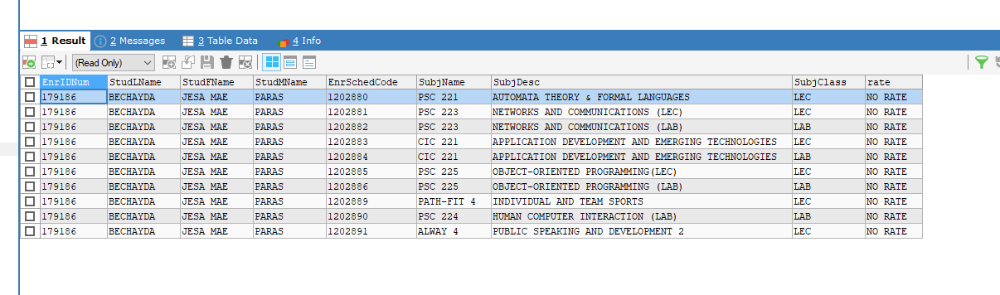 1 Result 2 Messages 3 Table Data 4 Info
(Read Only)
EnrIDNum StudLName StudFName StudMName EnrSchedCode SubjName SubjDesc SubjClass rate
179186 BECHAYDA JESA MAE PARAS 1202880 PSC 221 AUTOMATA THEORY & FORMAL LANGUAGES LEC NO RATE
179186 BECHAYDA JESA MAE PARAS 1202881 PSC 223 NETWORKS AND COMMUNICATIONS (LEC) LEC NO RATE
179186 BECHAYDA JESA MAE PARAS 1202882 PSC 223 NETWORKS AND COMMUNICATIONS (LAB) LAB NO RATE
179186 BECHAYDA JESA MAE PARAS 1202883 CIC 221 APPLICATION DEVELOPMENT AND EMERGING TECHNOLOGIES LEC NO RATE
179186 BECHAYDA JESA MAE PARAS 1202884 CIC 221 APPLICATION DEVELOPMENT AND EMERGING TECHNOLOGIES LAB NO RATE
179186 BECHAYDA JESA MAE PARAS 1202885 PSC 225 OBJECT-ORIENTED PROGRAMMING(LEC) LEC NO RATE
179186 BECHAYDA JESA MAE PARAS 1202886 PSC 225 OBJECT-ORIENTED PROGRAMMING (LAB) LAB NO RATE
179186 BECHAYDA JESA MAE PARAS 1202889 PATH-FIT 4 INDIVIDUAL AND TEAM SPORTS LEC NO RATE
179186 BECHAYDA JESA MAE PARAS 1202890 PSC 224 HUMAN COMPUTER INTERACTION (LAB) LAB NO RATE
179186 BECHAYDA JESA MAE PARAS 1202891 ALWAY 4 PUBLIC SPEAKING AND DEVELOPMENT 2 LEC NO RATE